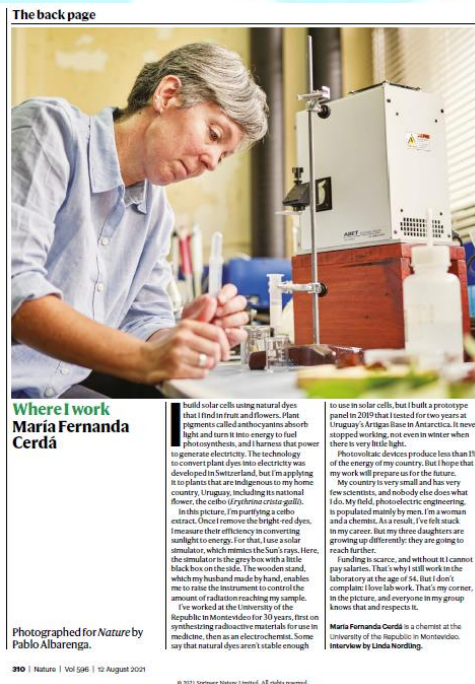 The back page
ABET
Where I work
María Fernanda
Cerdá
Photographed for Nature by
Pablo Albarenga.
I build solar cells using natural dyes
that I find in fruit and flowers. Plant
pigments called anthocyanins absorb
light and turn it into energy to fuel
photosynthesis, and I harness that power
to generate electricity. The technology
to convert plant dyes into electricity was
developed in Switzerland, but I'm applying
it to plants that are indigenous to my home
country, Uruguay, including its national
flower, the ceibo (Erythrina crista-galli).
In this picture, I'm purifying a ceibo
extract. Once I remove the bright-red dyes,
I measure their efficiency in converting
sunlight to energy. For that, I use a solar
simulator, which mimics the Sun's rays. Here,
the simulator is the grey box with a little
black box on the side. The wooden stand,
which my husband made by hand, enables
me to raise the instrument to control the
amount of radiation reaching my sample.
I've worked at the University of the
Republic in Montevideo for 30 years, first on
synthesizing radioactive materials for use in
medicine, then as an electrochemist. Some
say that natural dyes aren't stable enough
to use in solar cells, but I built a prototype
panel in 2019 that I tested for two years at
Uruguay's Artigas Base in Antarctica. It neve
stopped working, not even in winter when
there is very little light.
Photovoltaic devices produce less than 1%
of the energy of my country. But I hope that
my work will prepare us for the future.
My country is very small and has very
few scientists, and nobody else does what
I do. My field, photoelectric engineering,
is populated mainly by men. I'm a woman
and a chemist. As a result, I've felt stuck
in my career. But my three daughters are
growing up differently: they are going to
reach further.
Funding is scarce, and without it I cannot
pay salaries. That's why I still work in the
laboratory at the age of 54. But I don't
complain: I love lab work. That's my corner,
in the picture, and everyone in my group
knows that and respects it.
María Fernanda Cerdá is a chemist at the
University of the Republic in Montevideo.
Interview by Linda Nordling.
310 | Nature | Vol 596 | 12 August 2021
© 2021 Springer Nature Limited. All rights reserved.